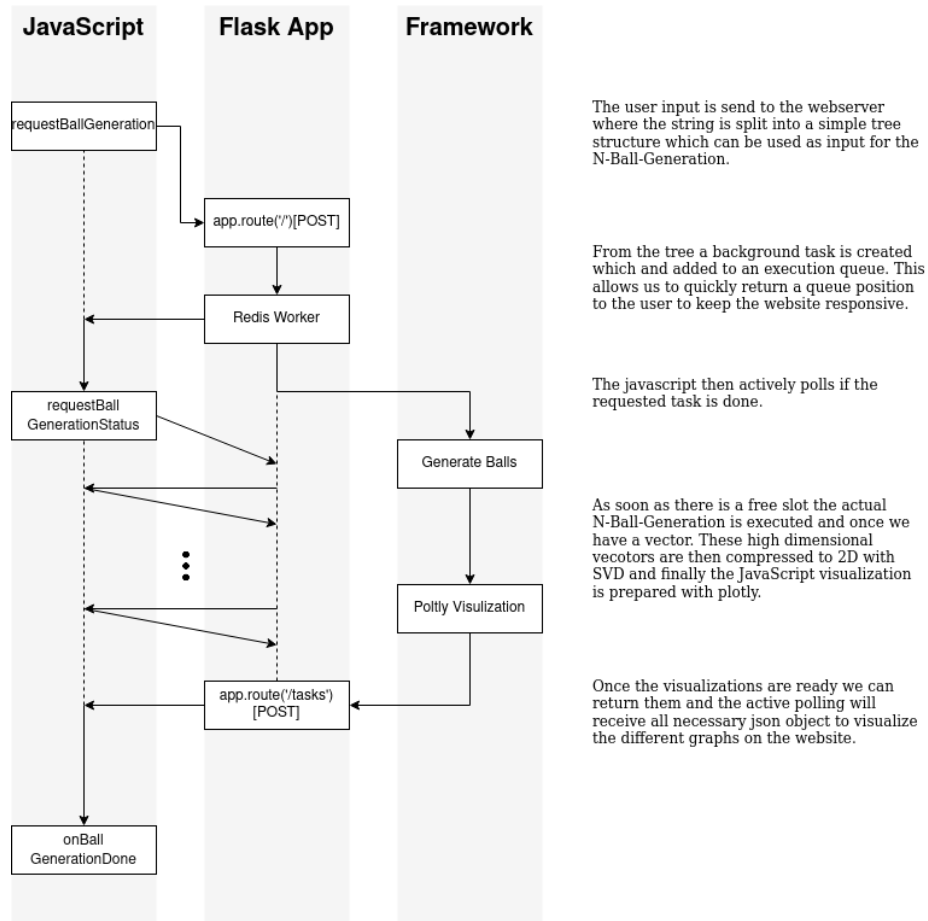 JavaScript
Flask App
Framework
requestBallGeneration
The user input is send to the webserver
where the string is split into a simple tree
structure which can be used as input for the
N-Ball-Generation.
app.route('/')[POST]
From the tree a background task is created
which and added to an execution queue. This
allows us to quickly return a queue position
to the user to keep the website responsive.
Redis Worker
The javascript then actively polls if the
requested task is done.
requestBall
GenerationStatus
Generate Balls
As soon as there is a free slot the actual
N-Ball-Generation is executed and once we
have a vector. These high dimensional
vecotors are then compressed to 2D with
SVD and finally the JavaScript visualization
is prepared with plotly.
Poltly Visulization
app.route('/tasks')
[POST]
Once the visualizations are ready we can
return them and the active polling will
receive all necessary json object to visualize
the different graphs on the website.
onBall
GenerationDone